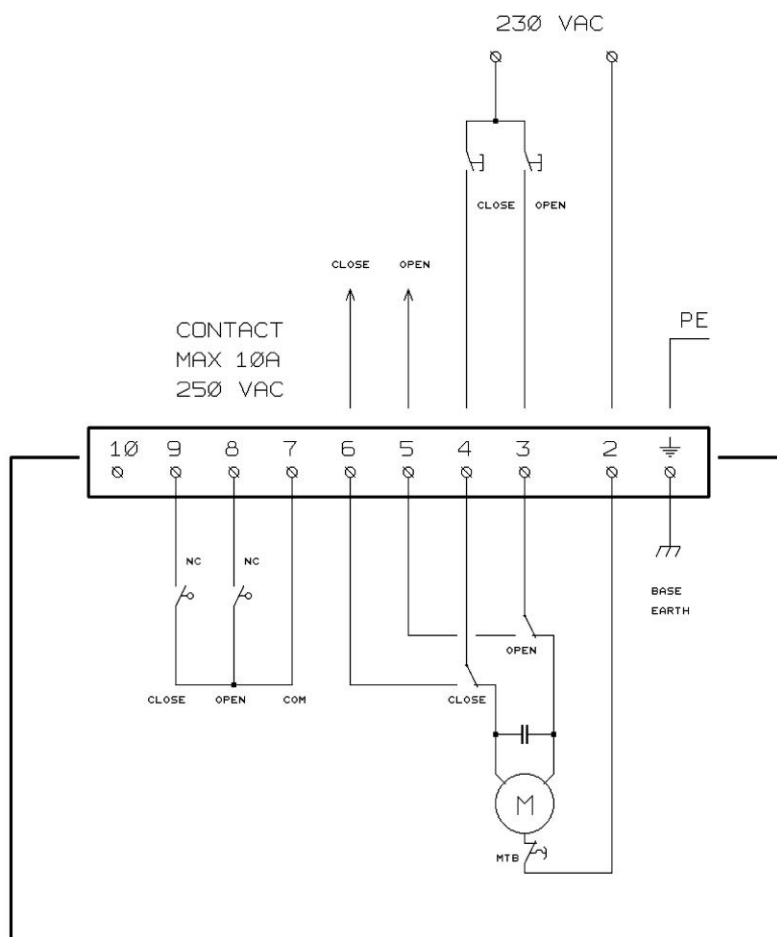 230 VAC
CLOSE OPEN
CLOSE OPEN
CONTACT
MAX 10A
250 VAC
PE
10 9 8 7 6 5 4 3 2
NC NC
BASE
EARTH
OPEN
CLOSE OPEN COM CLOSE
M
MTB